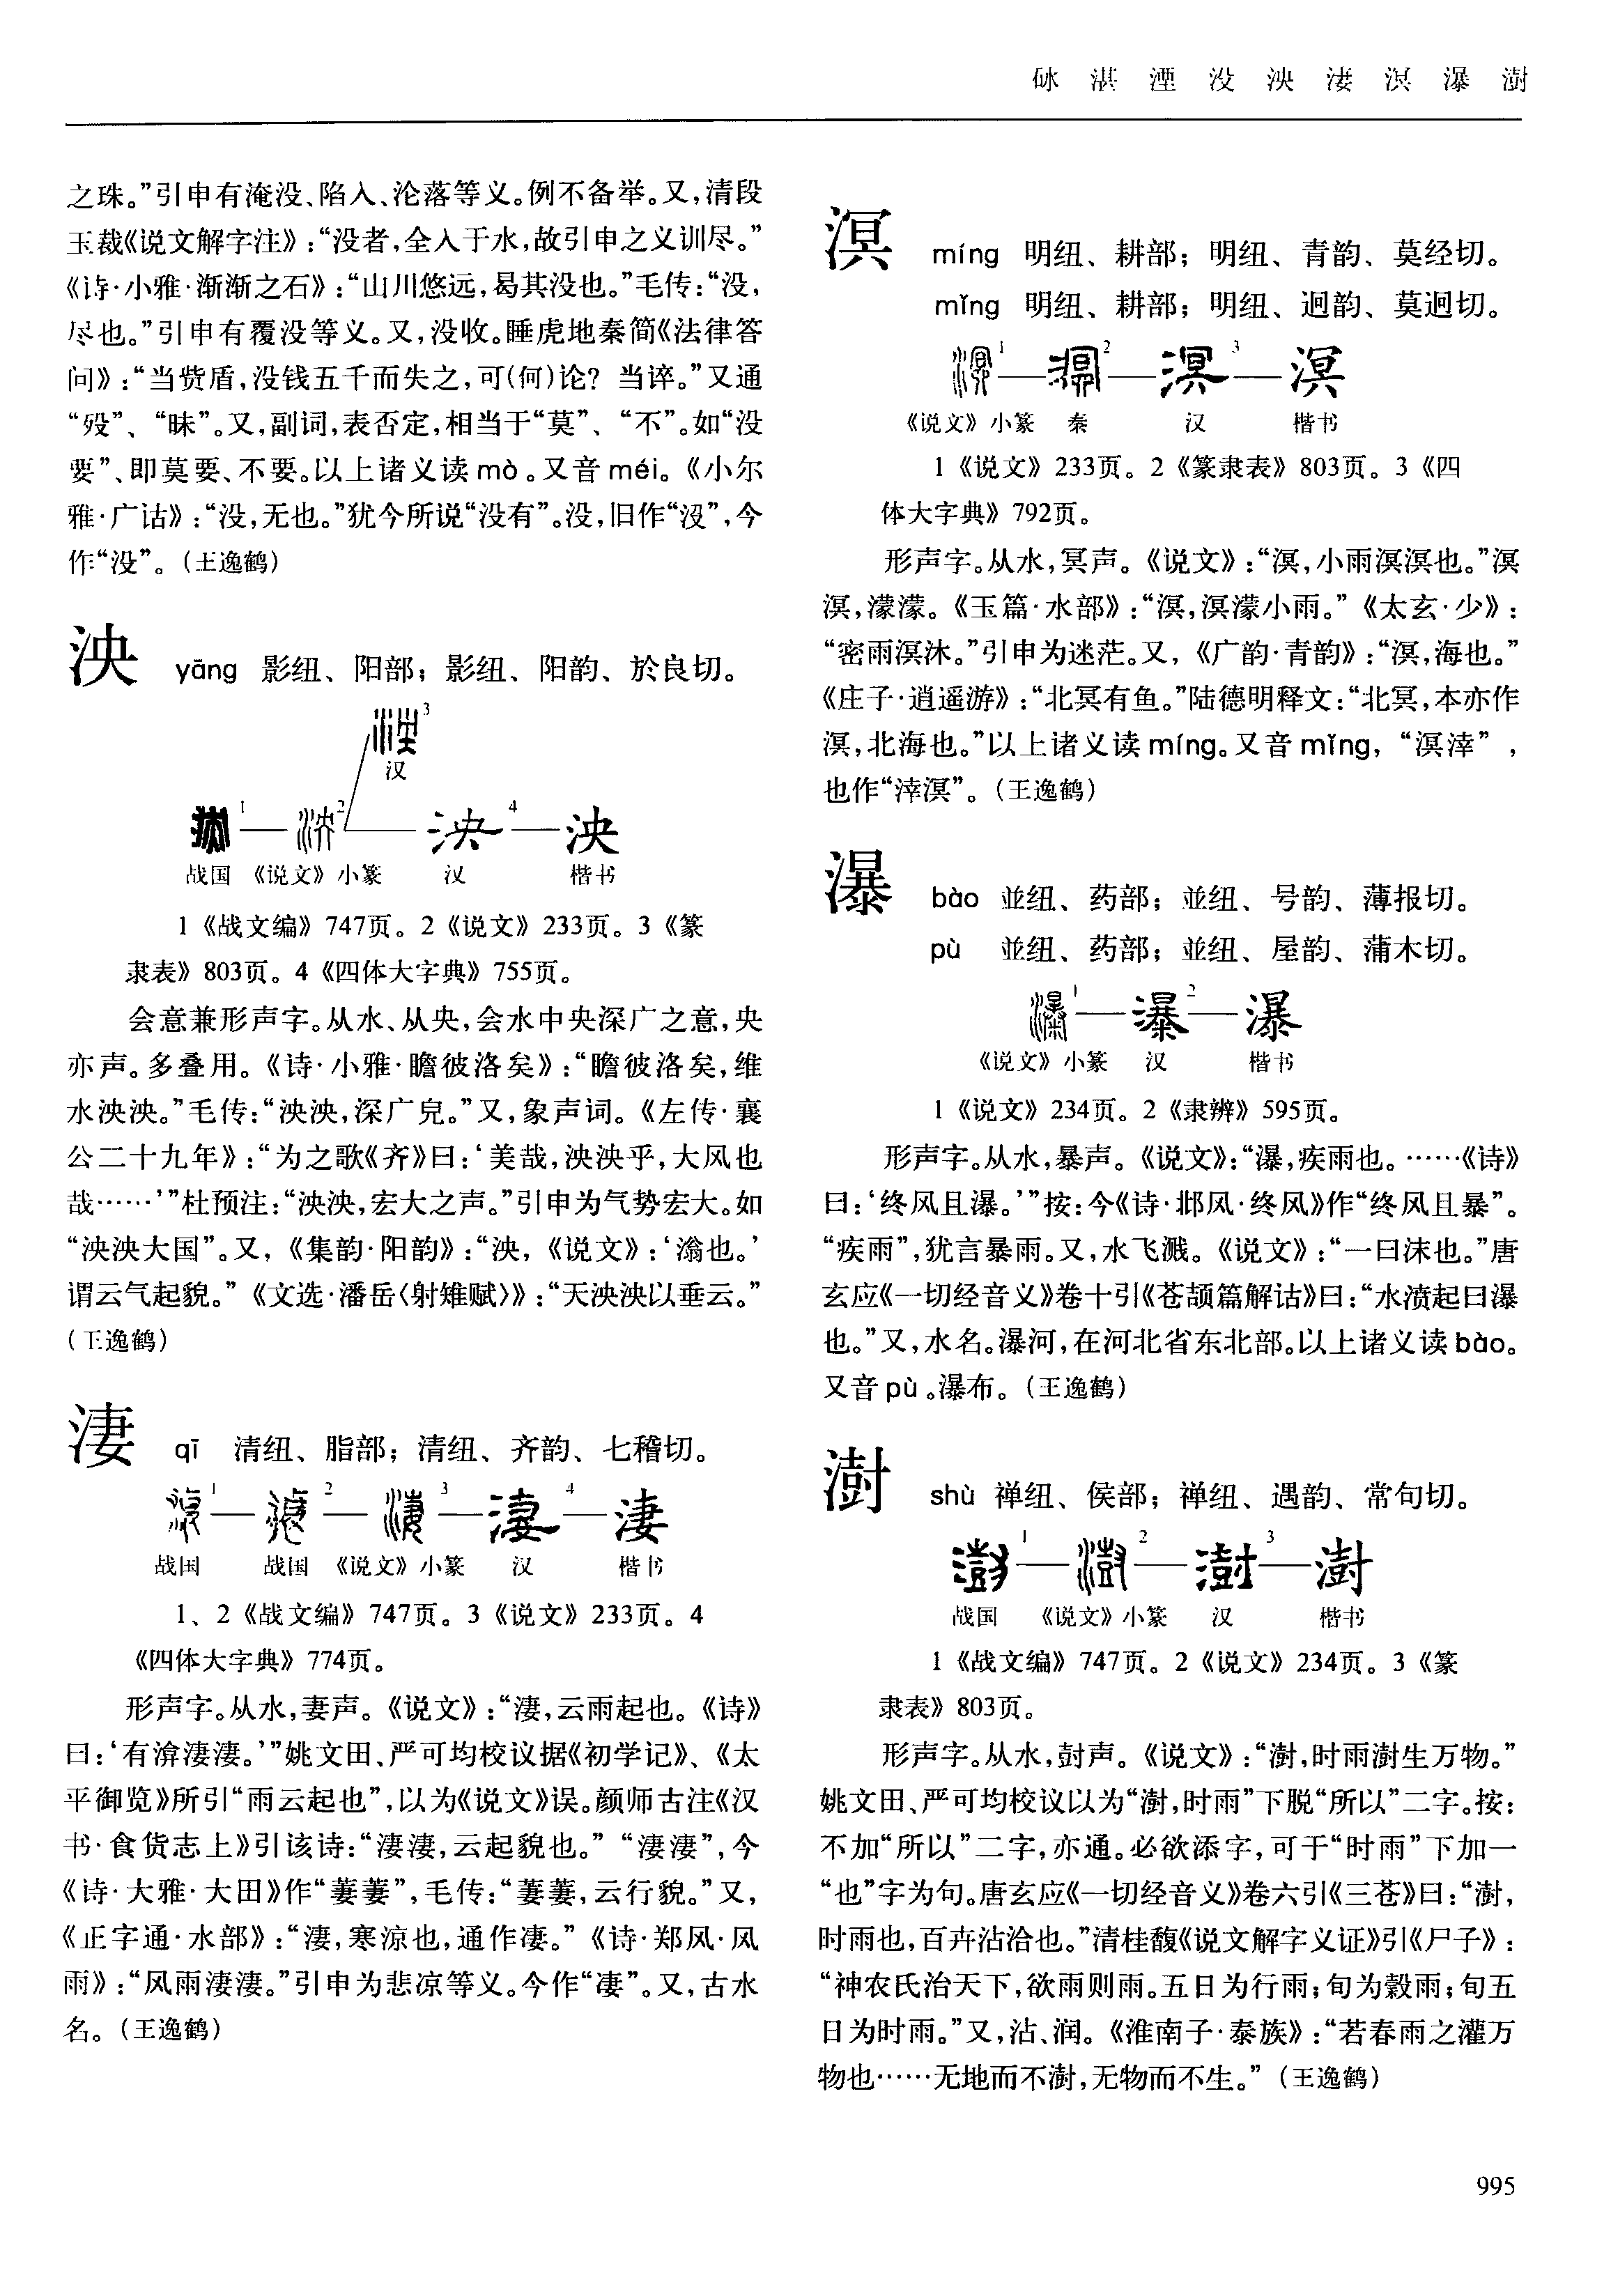 砅 湛 湮 没 泱 淒 溟 瀑 澍
之珠。”引申有淹没、陷入、沦落等义。例不备举。又，清段
玉裁《说文解字注》：“没者，全入于水，故引申之义训尽。”
《诗·小雅·渐渐之石》：“山川悠远，曷其没也。”毛传：“没，
尽也。”引申有覆没等义。又，没收。睡虎地秦简《法律答
问》：“当赀盾，没钱五千而失之，可(何)论？当谇。”又通
“殁”、“昧”。又，副词，表否定，相当于“莫”、“不”。如“没
要”、即莫要、不要。以上诸义读 mò。又音 méi。《小尔
雅·广诂》：“没，无也。”犹今所说“没有”。没，旧作“沒”，今
作“没”。（王逸鹤）
泱 yāng 影纽、阳部；影纽、阳韵、於良切。
3
汉
1 — 2 — 4 — 泱
战国 《说文》小篆 汉 楷书
1《战文编》747页。2《说文》233页。3《篆
隶表》803页。4《四体大字典》755页。
会意兼形声字。从水、从央，会水中央深广之意，央
亦声。多叠用。《诗·小雅·瞻彼洛矣》：“瞻彼洛矣，维
水泱泱。”毛传：“泱泱，深广皃。”又，象声词。《左传·襄
公二十九年》：“为之歌《齐》曰：‘美哉，泱泱乎，大风也
哉……’”杜预注：“泱泱，宏大之声。”引申为气势宏大。如
“泱泱大国”。又，《集韵·阳韵》：“泱，《说文》：‘滃也。’
谓云气起貌。”《文选·潘岳〈射雉赋〉》：“天泱泱以垂云。”
（王逸鹤）
淒 qī 清纽、脂部；清纽、齐韵、七稽切。
1 — 2 — 3 — 4 — 淒
战国 战国 《说文》小篆 汉 楷书
1、2《战文编》747页。3《说文》233页。4
《四体大字典》774页。
形声字。从水，妻声。《说文》：“淒，云雨起也。《诗》
曰：‘有渰淒淒。’”姚文田、严可均校议据《初学记》、《太
平御览》所引“雨云起也”，以为《说文》误。颜师古注《汉
书·食货志上》引该诗：“淒淒，云起貌也。”“淒淒”，今
《诗·大雅·大田》作“萋萋”，毛传：“萋萋，云行貌。”又，
《正字通·水部》：“淒，寒凉也，通作凄。”《诗·郑风·风
雨》：“风雨淒淒。”引申为悲凉等义。今作“凄”。又，古水
名。（王逸鹤）
溟 míng 明纽、耕部；明纽、青韵、莫经切。
mǐng 明纽、耕部；明纽、迥韵、莫迥切。
1 — 2 — 3 — 溟
《说文》小篆 秦 汉 楷书
1《说文》233页。2《篆隶表》803页。3《四
体大字典》792页。
形声字。从水，冥声。《说文》：“溟，小雨溟溟也。”溟
溟，濛濛。《玉篇·水部》：“溟，溟濛小雨。”《太玄·少》：
“密雨溟沐。”引申为迷茫。又，《广韵·青韵》：“溟，海也。”
《庄子·逍遥游》：“北冥有鱼。”陆德明释文：“北冥，本亦作
溟，北海也。”以上诸义读 míng。又音 mǐng，“溟涬”，
也作“涬溟”。（王逸鹤）
瀑 bào 並纽、药部；並纽、号韵、薄报切。
pù 並纽、药部；並纽、屋韵、蒲木切。
1 — 2 — 瀑
《说文》小篆 汉 楷书
1《说文》234页。2《隶辨》595页。
形声字。从水，暴声。《说文》：“瀑，疾雨也。……《诗》
曰：‘终风且瀑。’”按：今《诗·邶风·终风》作“终风且暴”。
“疾雨”，犹言暴雨。又，水飞溅。《说文》：“一曰沫也。”唐
玄应《一切经音义》卷十引《苍颉篇解诂》曰：“水濆起曰瀑
也。”又，水名。瀑河，在河北省东北部。以上诸义读 bào。
又音 pù。瀑布。（王逸鹤）
澍 shù 禅纽、侯部；禅纽、遇韵、常句切。
1 — 2 — 3 — 澍
战国 《说文》小篆 汉 楷书
1《战文编》747页。2《说文》234页。3《篆
隶表》803页。
形声字。从水，尌声。《说文》：“澍，时雨澍生万物。”
姚文田、严可均校议以为“澍，时雨”下脱“所以”二字。按：
不加“所以”二字，亦通。必欲添字，可于“时雨”下加一
“也”字为句。唐玄应《一切经音义》卷六引《三苍》曰：“澍，
时雨也，百卉沾洽也。”清桂馥《说文解字义证》引《尸子》：
“神农氏治天下，欲雨则雨。五日为行雨；旬为榖雨；旬五
日为时雨。”又，沾、润。《淮南子·泰族》：“若春雨之灌万
物也……无地而不澍，无物而不生。”（王逸鹤）
995